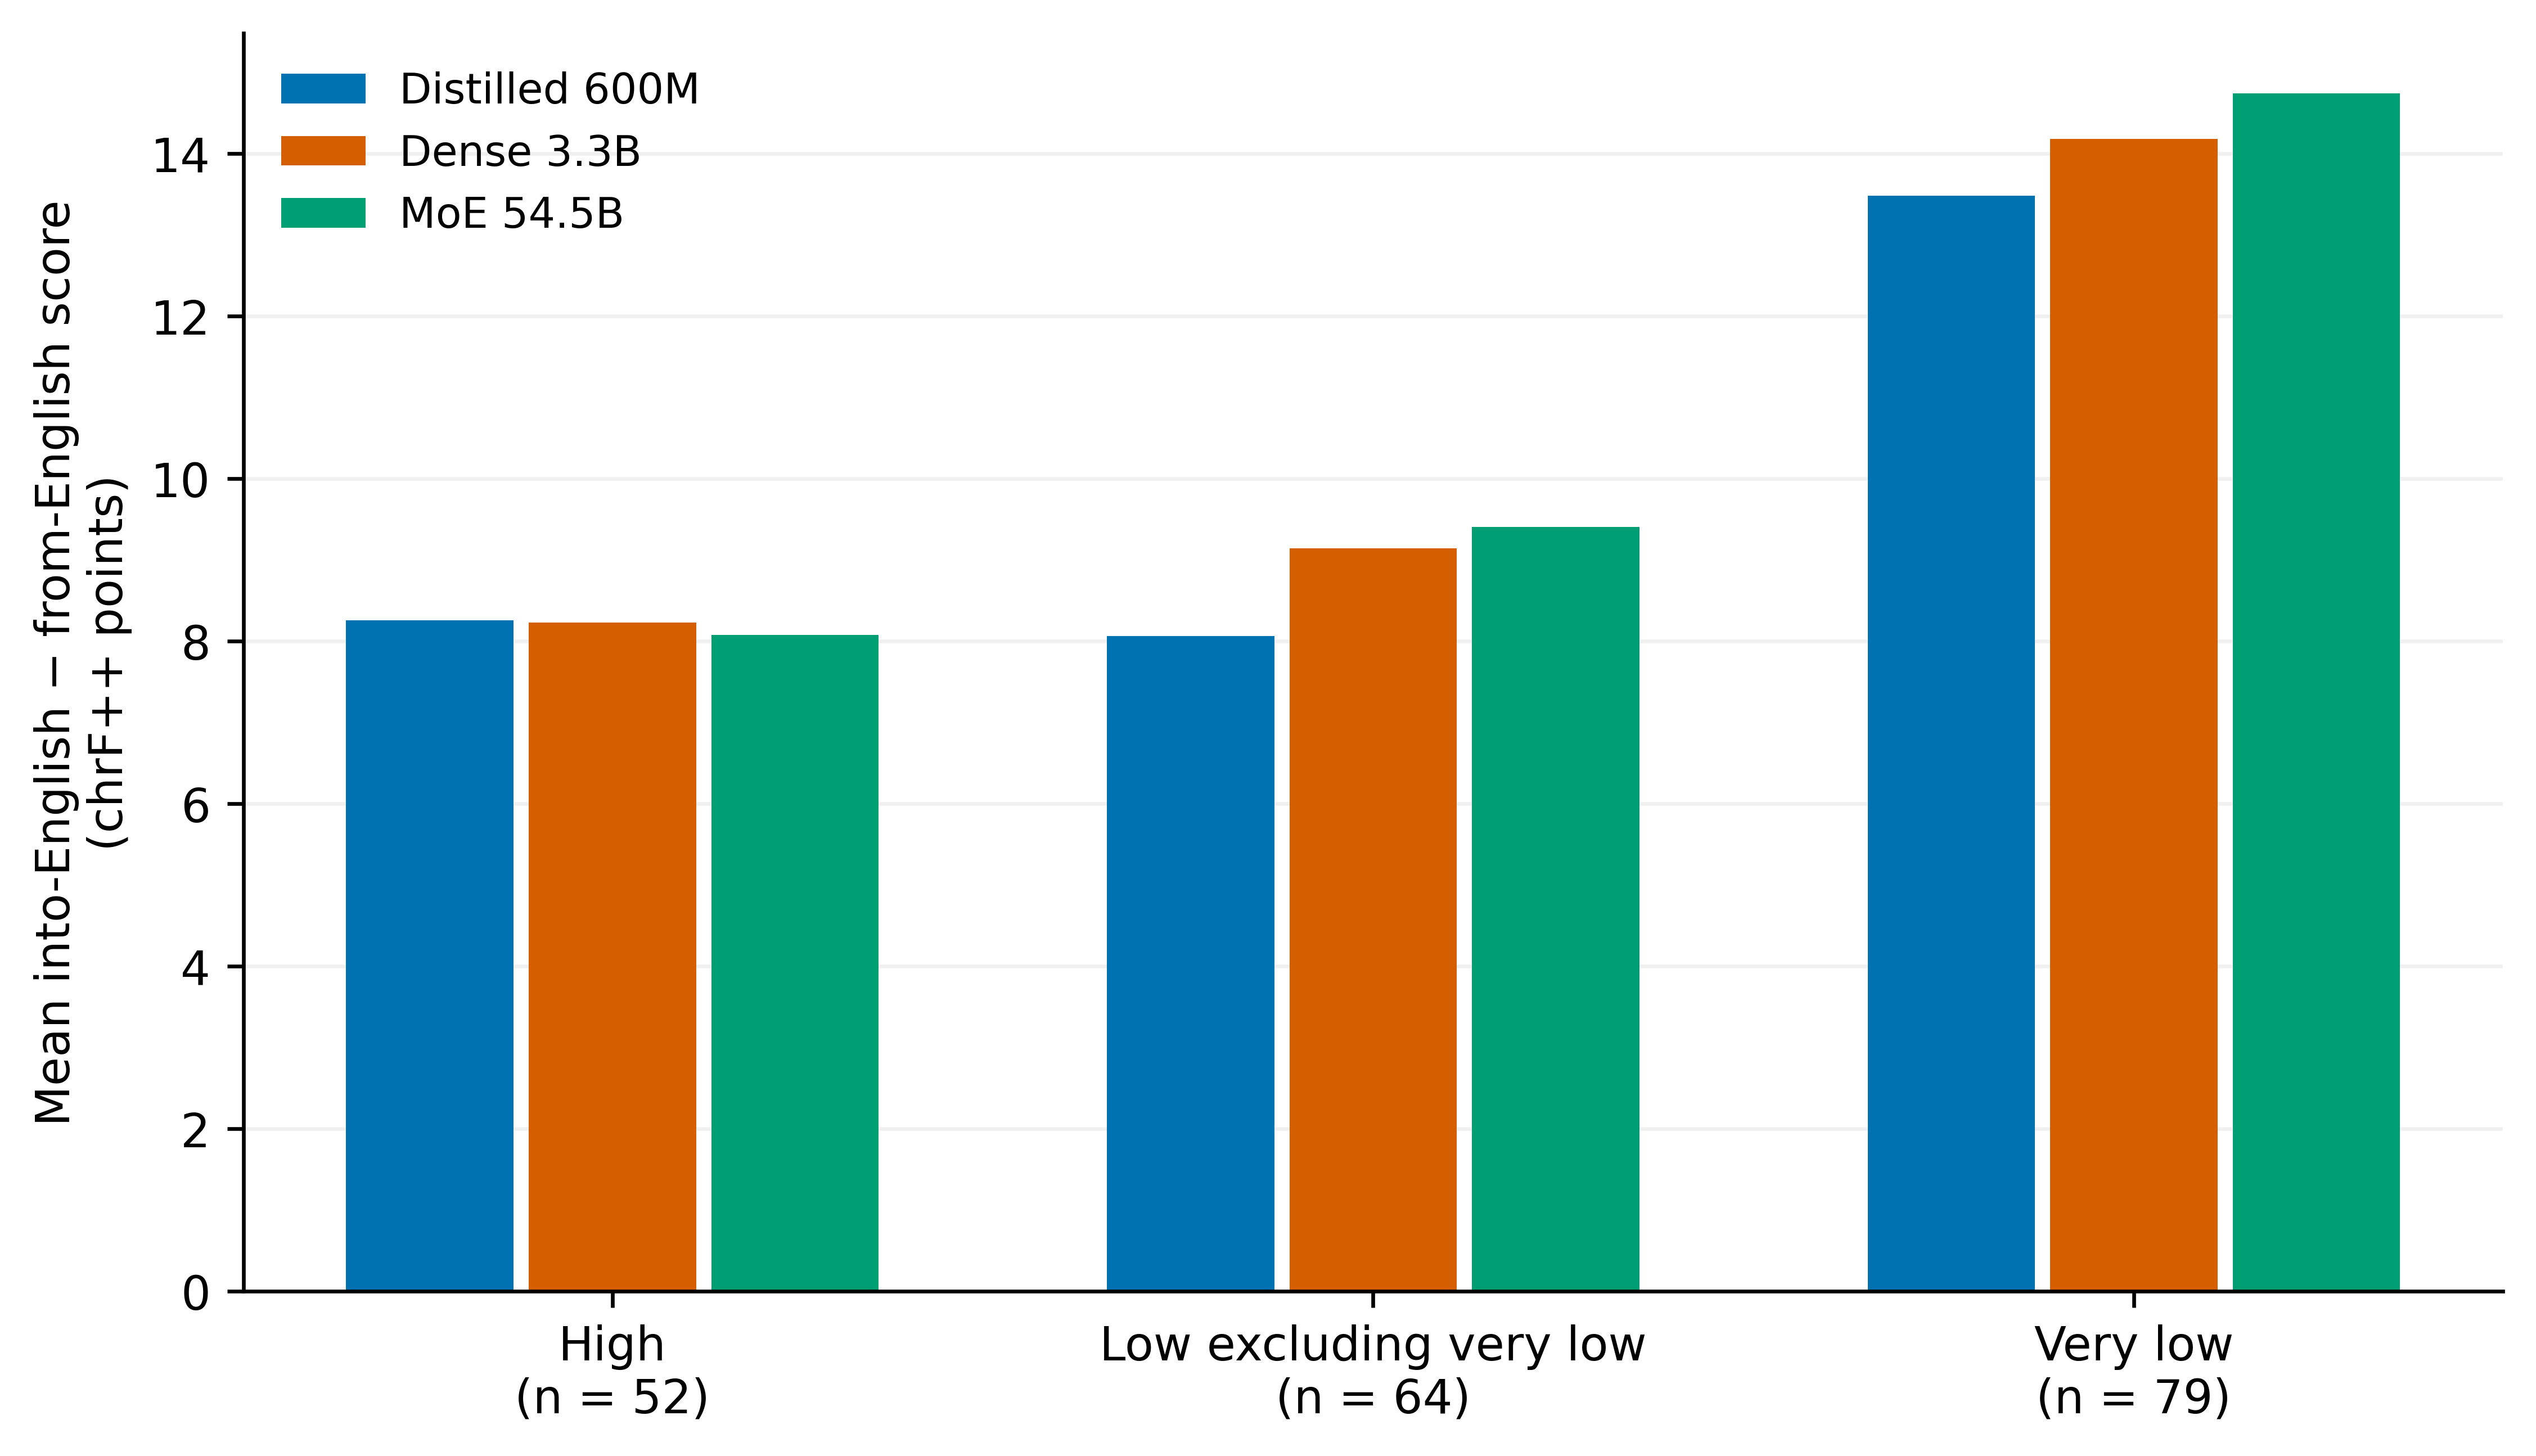 Mean into-English − from-English score
(chrF++ points)
14
12
10
8
6
4
2
0
Distilled 600M
Dense 3.3B
MoE 54.5B
High
(n = 52)
Low excluding very low
(n = 64)
Very low
(n = 79)